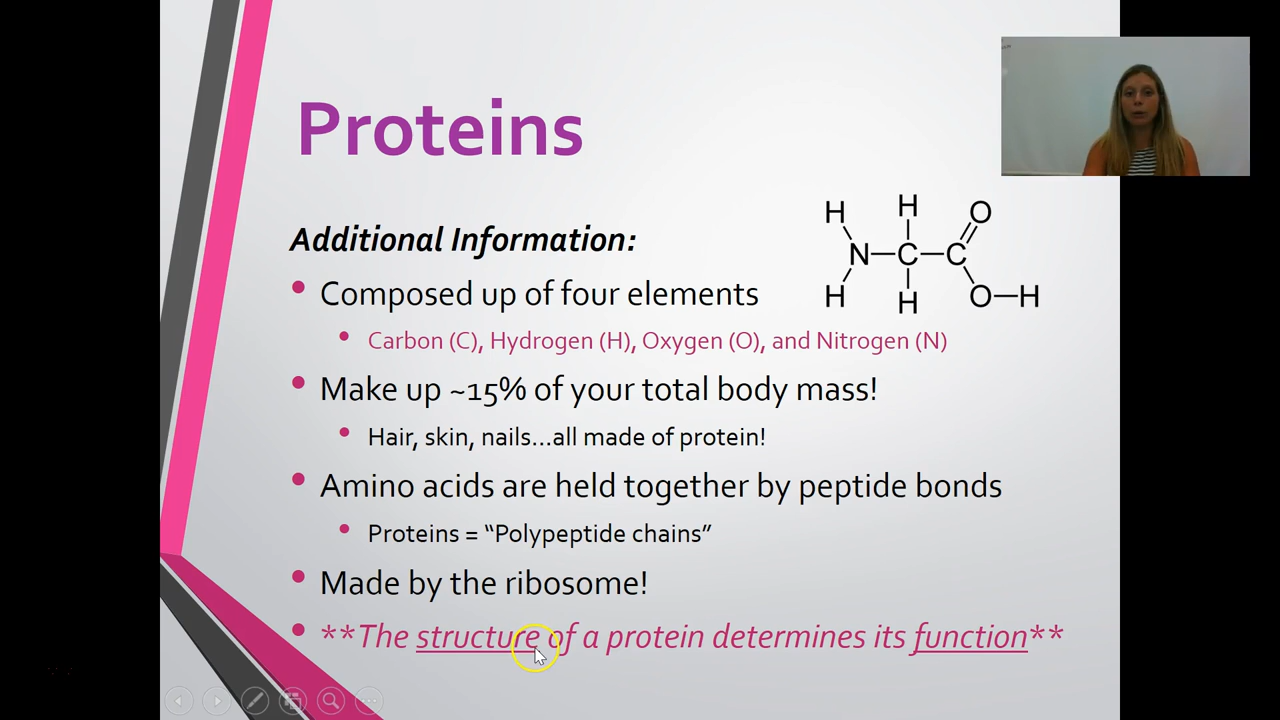 Proteins
Additional Information:
Composed up of four elements
Carbon (C), Hydrogen (H), Oxygen (O), and Nitrogen (N)
Make up ~15% of your total body mass!
Hair, skin, nails...all made of protein!
Amino acids are held together by peptide bonds
Proteins = “Polypeptide chains”
Made by the ribosome!
**The structure of a protein determines its function**
H H O
N—C—C
H H O—H